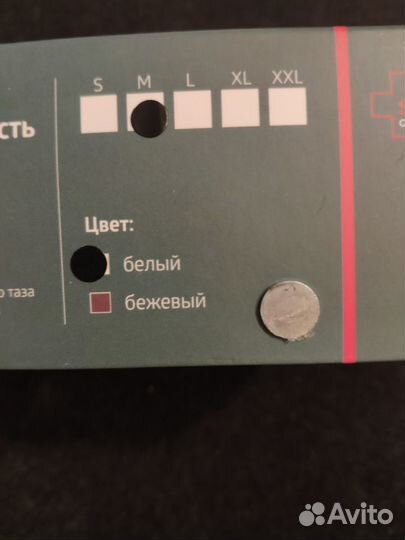 S M L XL XXL
сть
Цвет:
белый
таза
бежевый
Avito